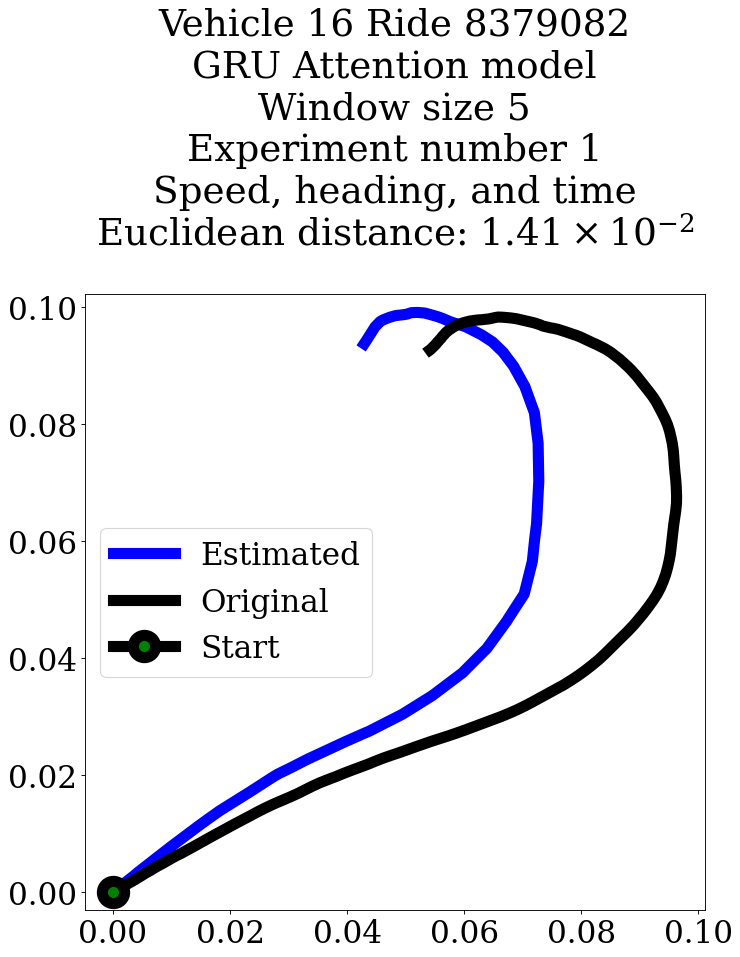 Vehicle 16 Ride 8379082
GRU Attention model
Window size 5
Experiment number 1
Speed, heading, and time
Euclidean distance: 1.41 × 10⁻²
0.10
0.08
0.06
0.04
0.02
0.00
Estimated
Original
Start
0.00 0.02 0.04 0.06 0.08 0.10